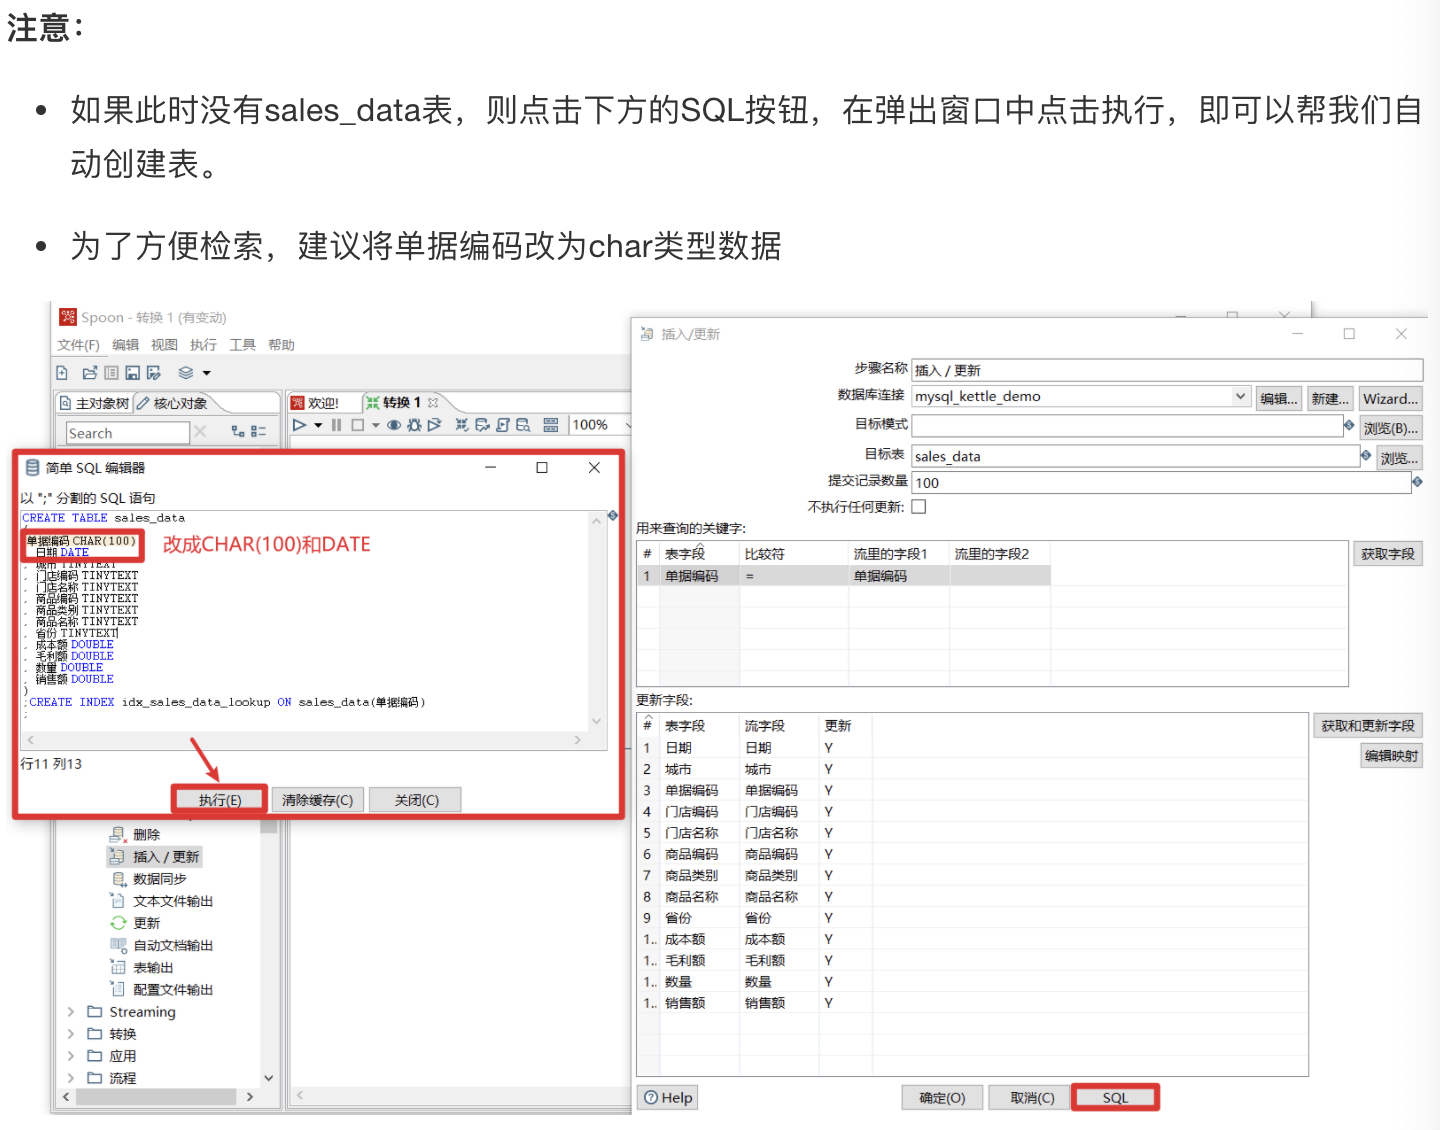 注意：
如果此时没有sales_data表，则点击下方的SQL按钮，在弹出窗口中点击执行，即可以帮我们自
动创建表。
为了方便检索，建议将单据编码改为char类型数据
Spoon - 转换 1 (有变动)
文件(F) 编辑 视图 执行 工具 帮助
主对象树 核心对象
欢迎! 转换 1
Search
100%
简单 SQL 编辑器
以 ";" 分割的 SQL 语句
CREATE TABLE sales_data
(
单据编码 CHAR(100)
日期 DATE
改成CHAR(100)和DATE
, 城市 TINYTEXT
, 门店编码 TINYTEXT
, 门店名称 TINYTEXT
, 商品编码 TINYTEXT
, 商品类别 TINYTEXT
, 商品名称 TINYTEXT
, 省份 TINYTEXT
, 成本额 DOUBLE
, 毛利额 DOUBLE
, 数量 DOUBLE
, 销售额 DOUBLE
)
;CREATE INDEX idx_sales_data_lookup ON sales_data(单据编码)
;
行11 列13
执行(E) 清除缓存(C) 关闭(C)
删除
插入 / 更新
数据同步
文本文件输出
更新
自动文档输出
表输出
配置文件输出
Streaming
转换
应用
流程
插入/更新
步骤名称 插入 / 更新
数据库连接 mysql_kettle_demo 编辑... 新建... Wizard...
目标模式 浏览(B)...
目标表 sales_data 浏览...
提交记录数量 100
不执行任何更新:
用来查询的关键字:
# 表字段 比较符 流里的字段1 流里的字段2 获取字段
1 单据编码 = 单据编码
更新字段:
# 表字段 流字段 更新 获取和更新字段
1 日期 日期 Y
编辑映射
2 城市 城市 Y
3 单据编码 单据编码 Y
4 门店编码 门店编码 Y
5 门店名称 门店名称 Y
6 商品编码 商品编码 Y
7 商品类别 商品类别 Y
8 商品名称 商品名称 Y
9 省份 省份 Y
1.. 成本额 成本额 Y
1.. 毛利额 毛利额 Y
1.. 数量 数量 Y
1.. 销售额 销售额 Y
Help 确定(O) 取消(C) SQL